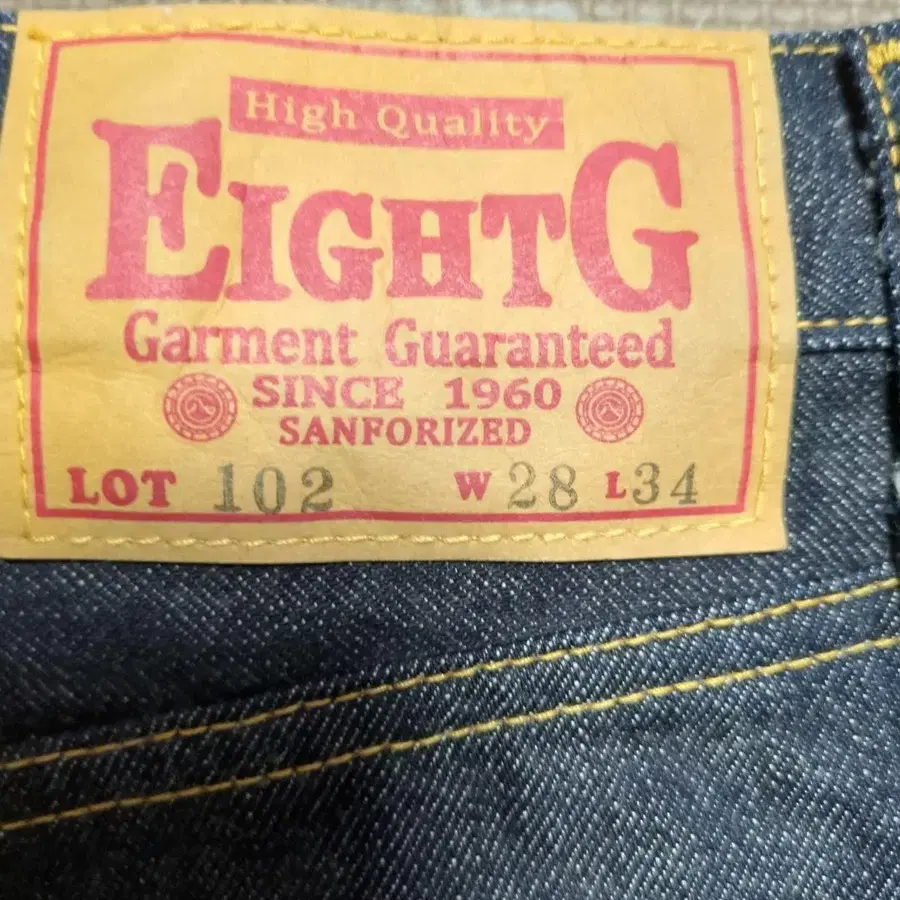 High Quality
EIGHTG
Garment Guaranteed
SINCE 1960
SANFORIZED
LOT 102 W 28 L 34